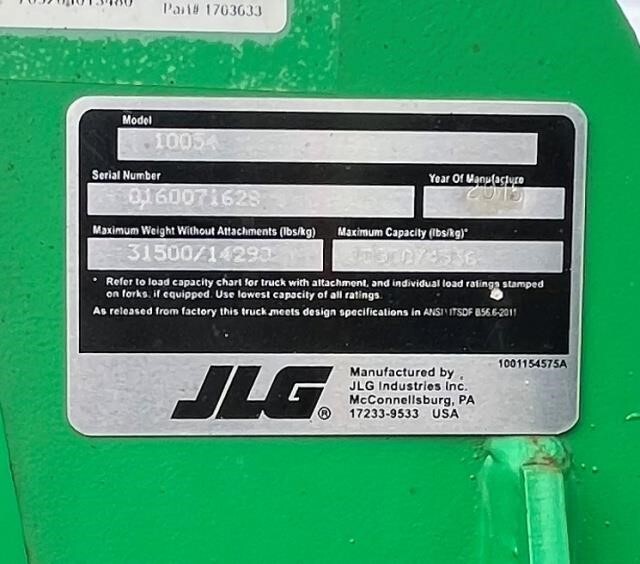 Part# 1703633
Model
10054
Serial Number
Year Of Manufacture
0160071628
2015
Maximum Weight Without Attachments (lbs/kg)
Maximum Capacity (lbs/kg)*
31500/14290
* Refer to load capacity chart for truck with attachment, and individual load ratings stamped
on forks, if equipped. Use lowest capacity of all ratings.
As released from factory this truck meets design specifications in ANSI\ITSDF B56.6-2011
1001154575A
JLG®
Manufactured by
JLG Industries Inc.
McConnellsburg, PA
17233-9533 USA